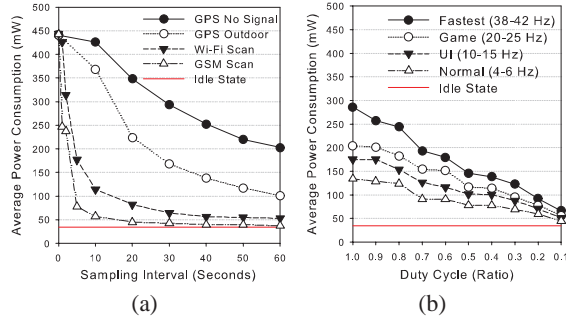 Average Power Consumption (mW)
500
450
400
350
300
250
200
150
100
50
0
GPS No Signal
GPS Outdoor
Wi-Fi Scan
GSM Scan
Idle State
0 10 20 30 40 50 60
Sampling Interval (Seconds)
(a)
Average Power Consumption (mW)
500
450
400
350
300
250
200
150
100
50
0
Fastest (38-42 Hz)
Game (20-25 Hz)
UI (10-15 Hz)
Normal (4-6 Hz)
Idle State
1.0 0.9 0.8 0.7 0.6 0.5 0.4 0.3 0.2 0.1
Duty Cycle (Ratio)
(b)